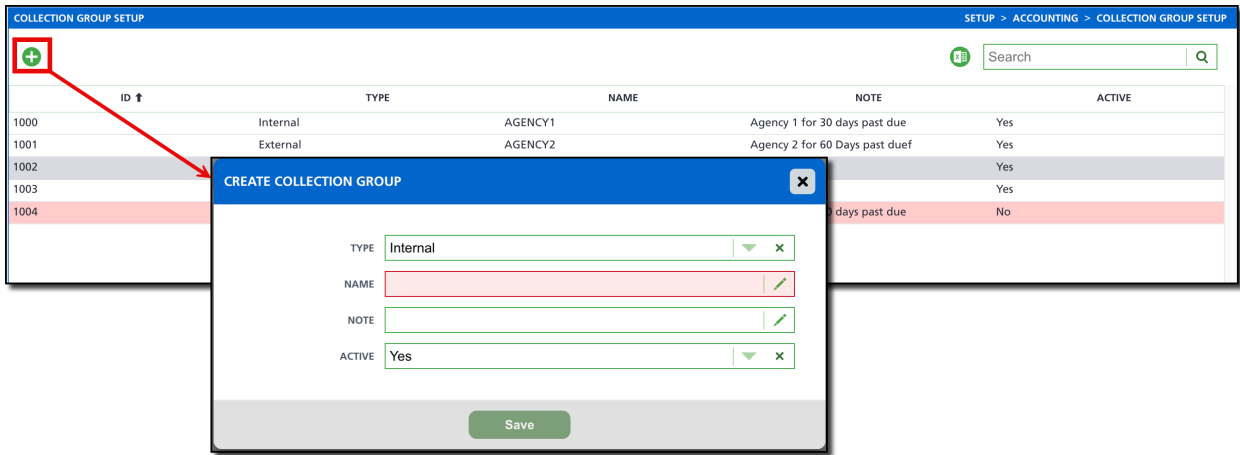 COLLECTION GROUP SETUP SETUP > ACCOUNTING > COLLECTION GROUP SETUP
Search
ID TYPE NAME NOTE ACTIVE
1000 Internal AGENCY1 Agency 1 for 30 days past due Yes
1001 External AGENCY2 Agency 2 for 60 Days past duef Yes
1002 Yes
1003 Yes
1004 days past due No
CREATE COLLECTION GROUP
TYPE Internal
NAME
NOTE
ACTIVE Yes
Save